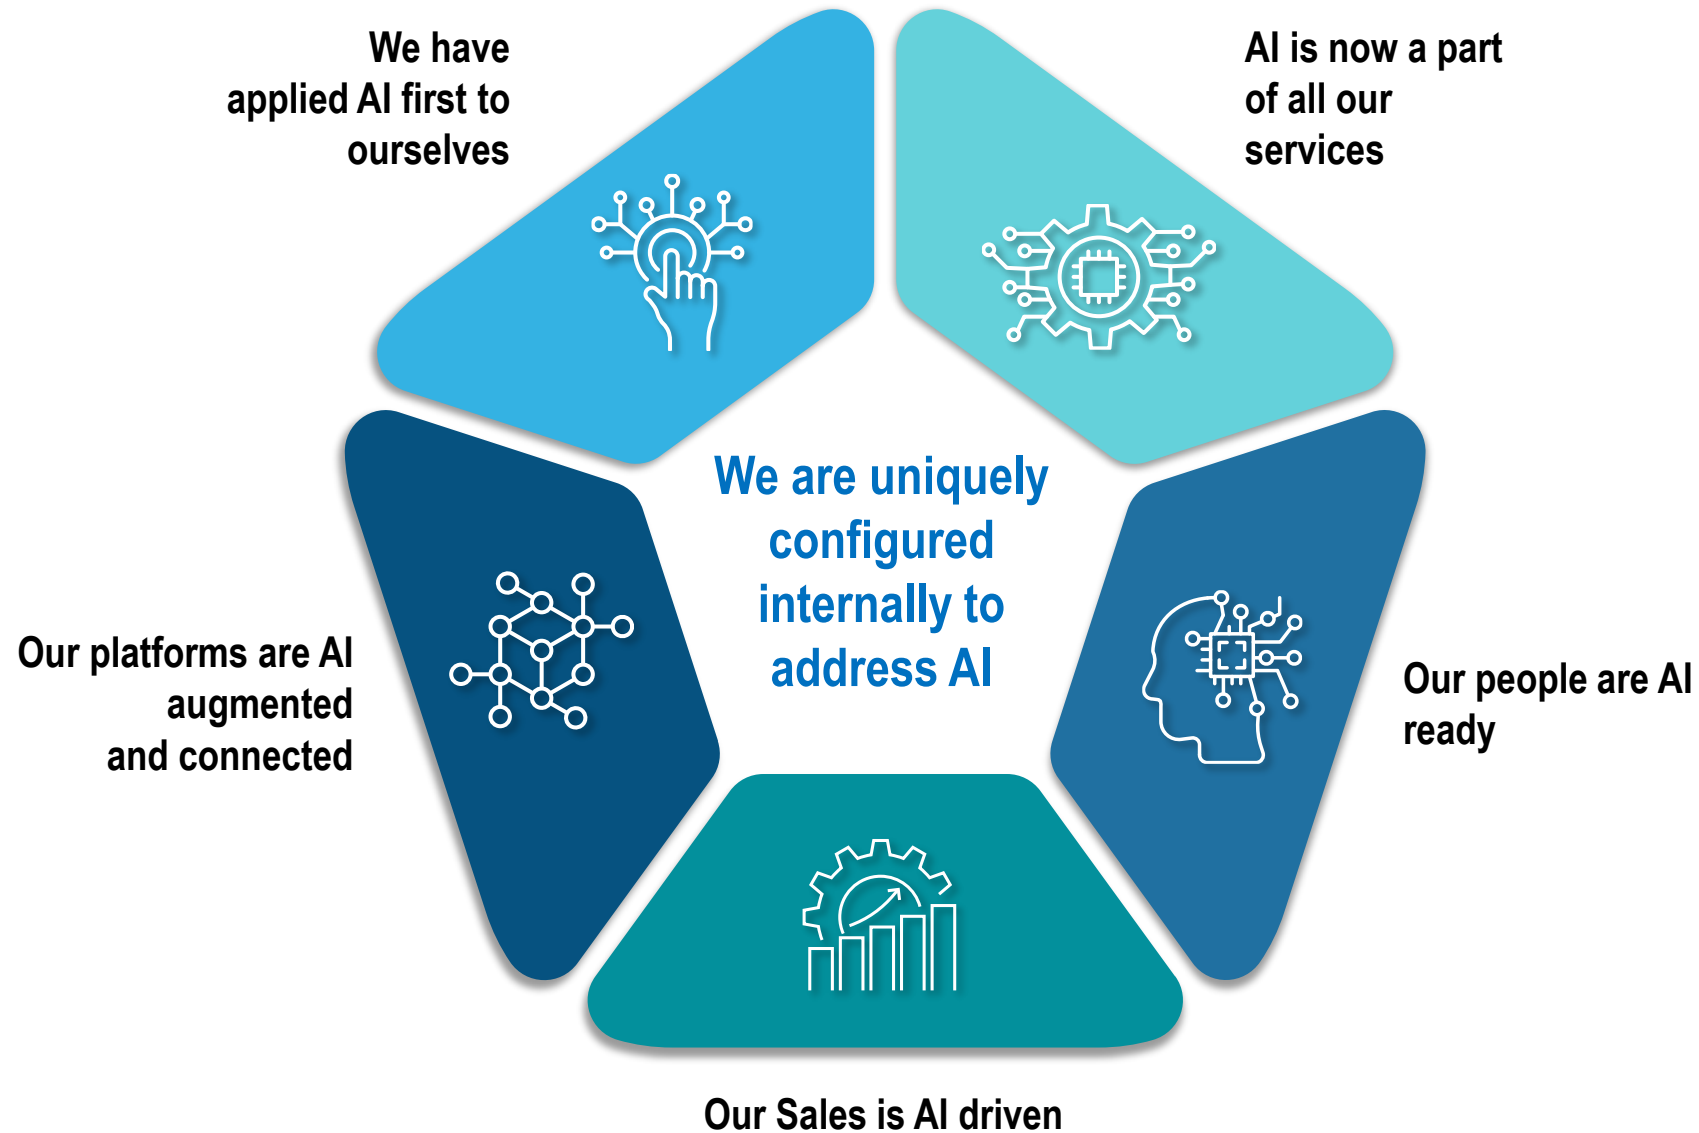 We have
applied AI first to
ourselves
AI is now a part
of all our
services
We are uniquely
configured
internally to
address AI
Our platforms are AI
augmented
and connected
Our people are AI
ready
Our Sales is AI driven